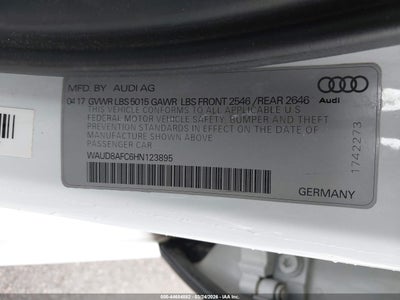 MFD. BY AUDI AG
04 17 GVWR LBS 5015 GAWR LBS FRONT 2546 /REAR 2646
THIS VEHICLE CONFORMS TO ALL APPLICABLE U S
FEDERAL MOTOR VEHICLE SAFETY, BUMPER AND THEFT
PREVENTION STANDARDS IN EFFECT ON THE DATE OF
MANUFACTURE SHOWN ABOVE
PASSENGER CAR
WAUD8AFC6HN123895
Audi
1742273
GERMANY